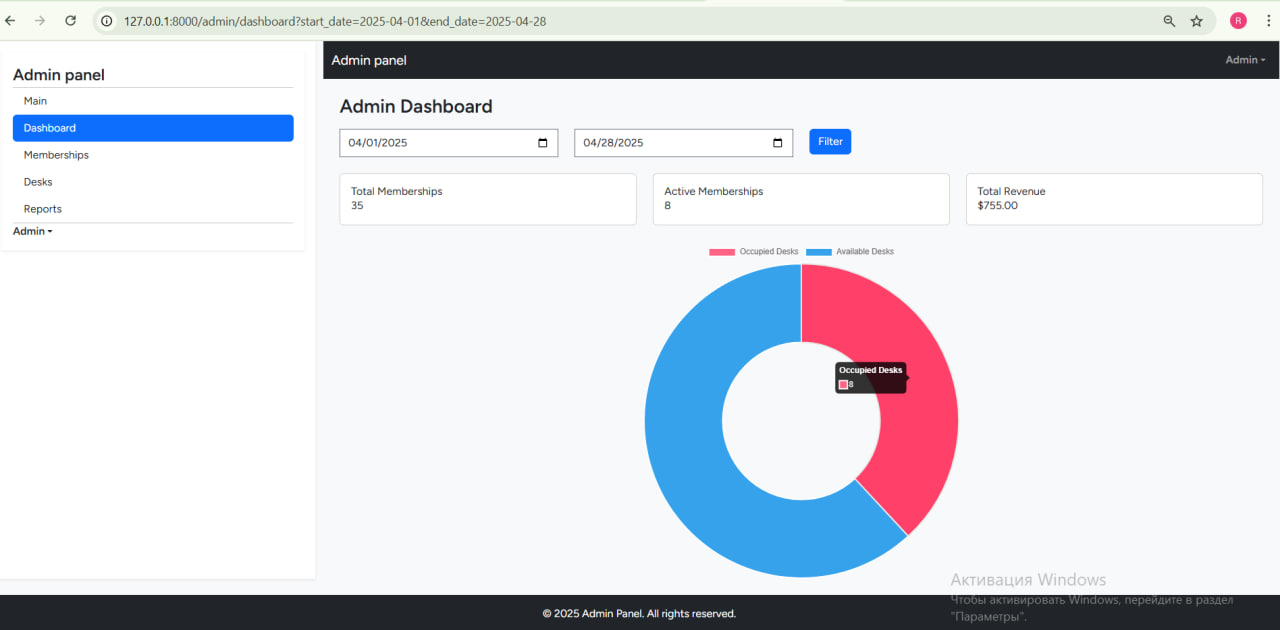 127.0.0.1:8000/admin/dashboard?start_date=2025-04-01&end_date=2025-04-28
R
Admin panel
Main
Dashboard
Memberships
Desks
Reports
Admin
Admin panel
Admin
Admin Dashboard
04/01/2025
04/28/2025
Filter
Total Memberships
35
Active Memberships
8
Total Revenue
$755.00
Occupied Desks
Available Desks
Occupied Desks
8
Активация Windows
Чтобы активировать Windows, перейдите в раздел
"Параметры".
© 2025 Admin Panel. All rights reserved.